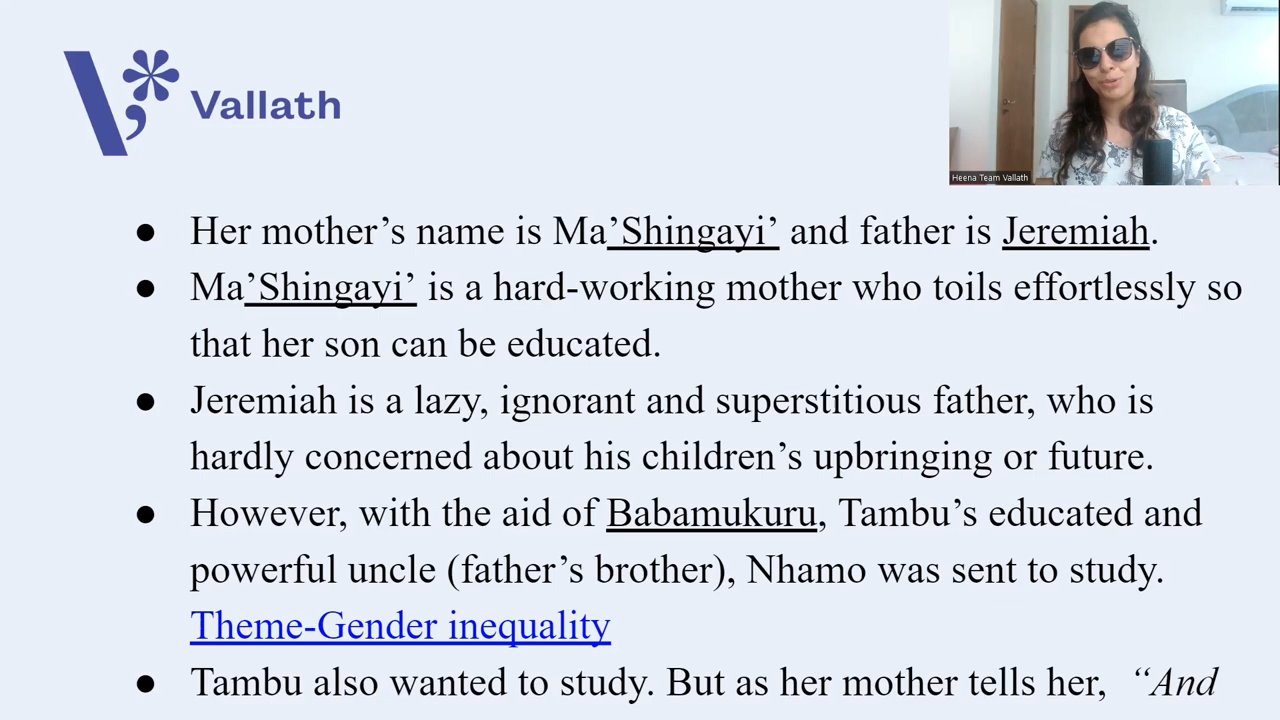 Vallath
Heena Team Vallath
● Her mother’s name is Ma’Shingayi’ and father is Jeremiah.
● Ma’Shingayi’ is a hard-working mother who toils effortlessly so
that her son can be educated.
● Jeremiah is a lazy, ignorant and superstitious father, who is
hardly concerned about his children’s upbringing or future.
● However, with the aid of Babamukuru, Tambu’s educated and
powerful uncle (father’s brother), Nhamo was sent to study.
Theme-Gender inequality
● Tambu also wanted to study. But as her mother tells her, “And